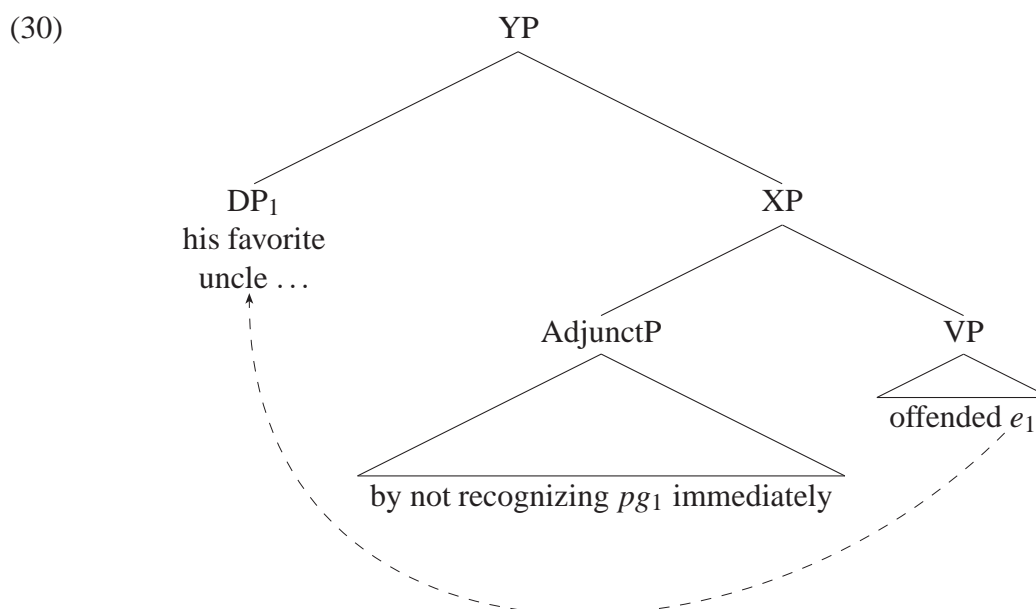 (30)
YP
DP₁
XP
his favorite
uncle …
AdjunctP
VP
offended e₁
by not recognizing pg₁ immediately